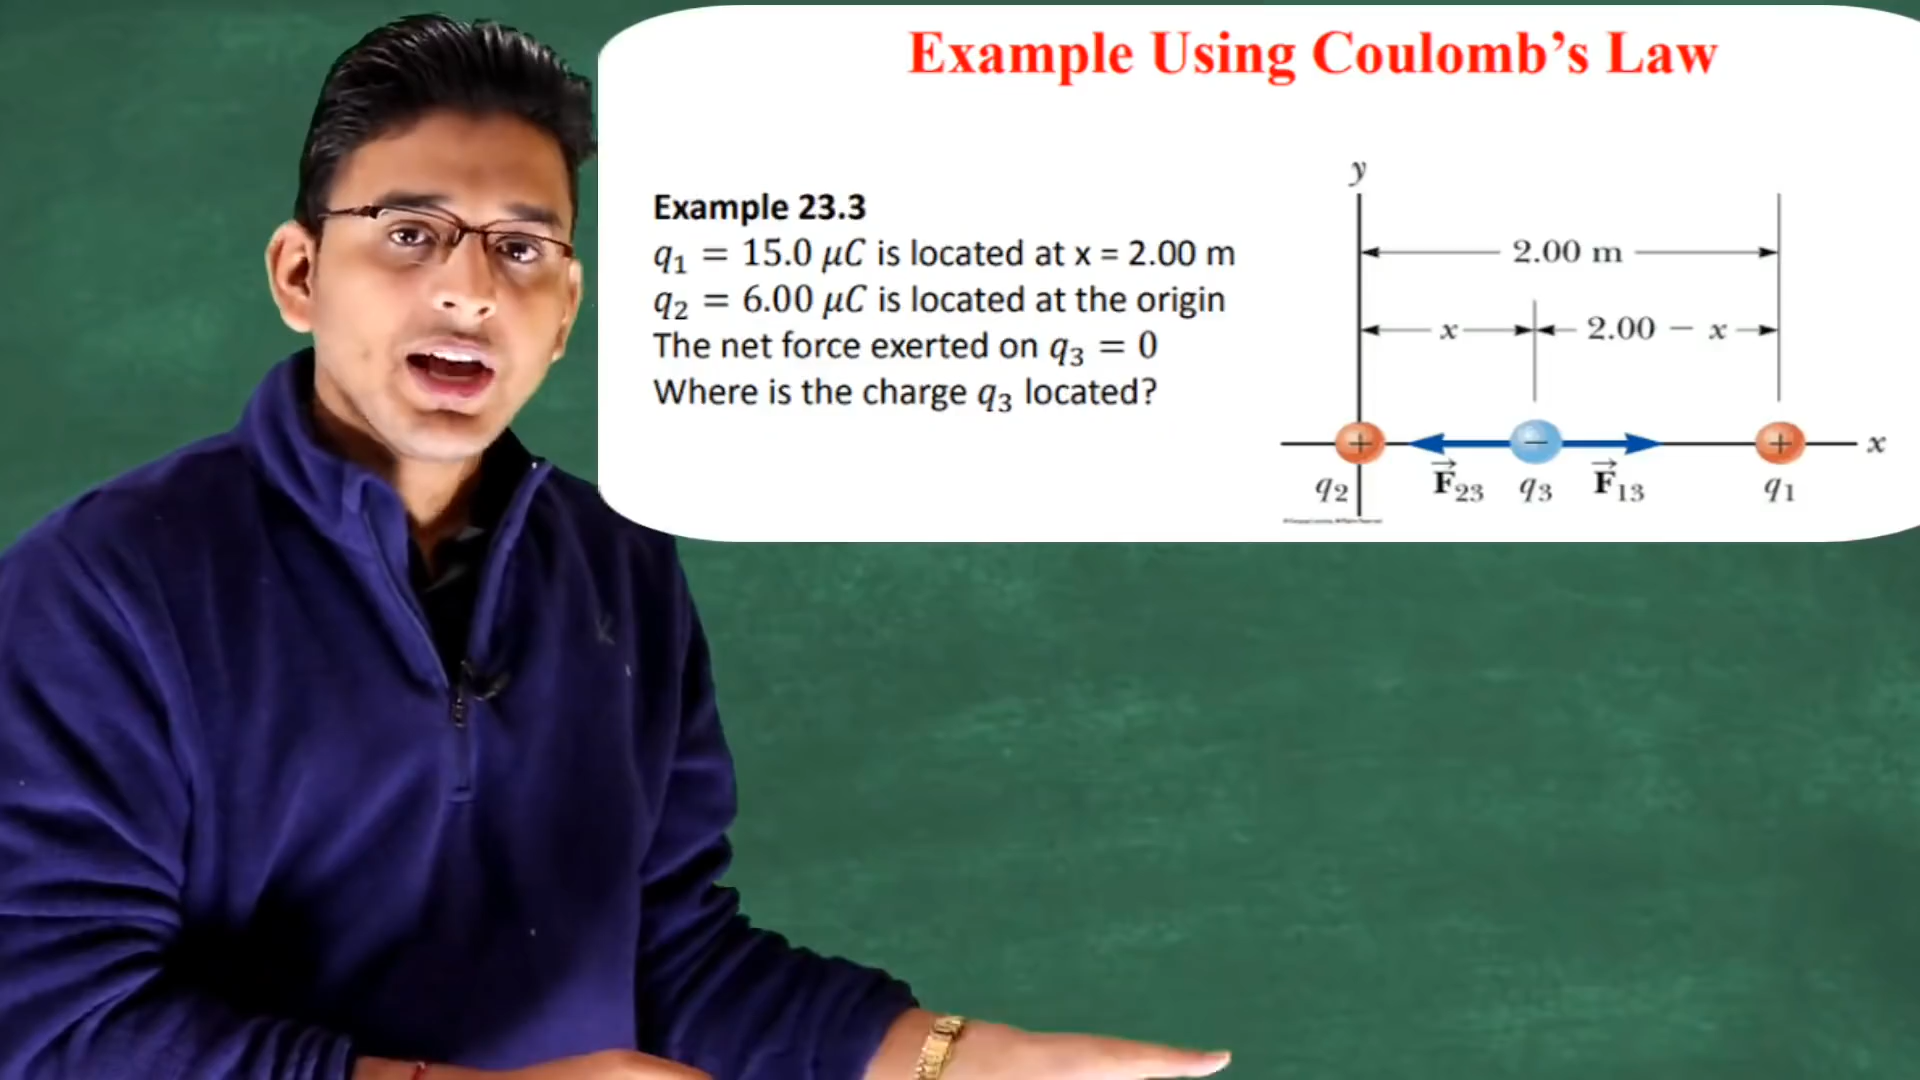 Example Using Coulomb’s Law
Example 23.3
q₁ = 15.0 μC is located at x = 2.00 m
q₂ = 6.00 μC is located at the origin
The net force exerted on q₃ = 0
Where is the charge q₃ located?
y
2.00 m
x
2.00 − x
+ − + x
q₂ F⃗₂₃ q₃ F⃗₁₃ q₁